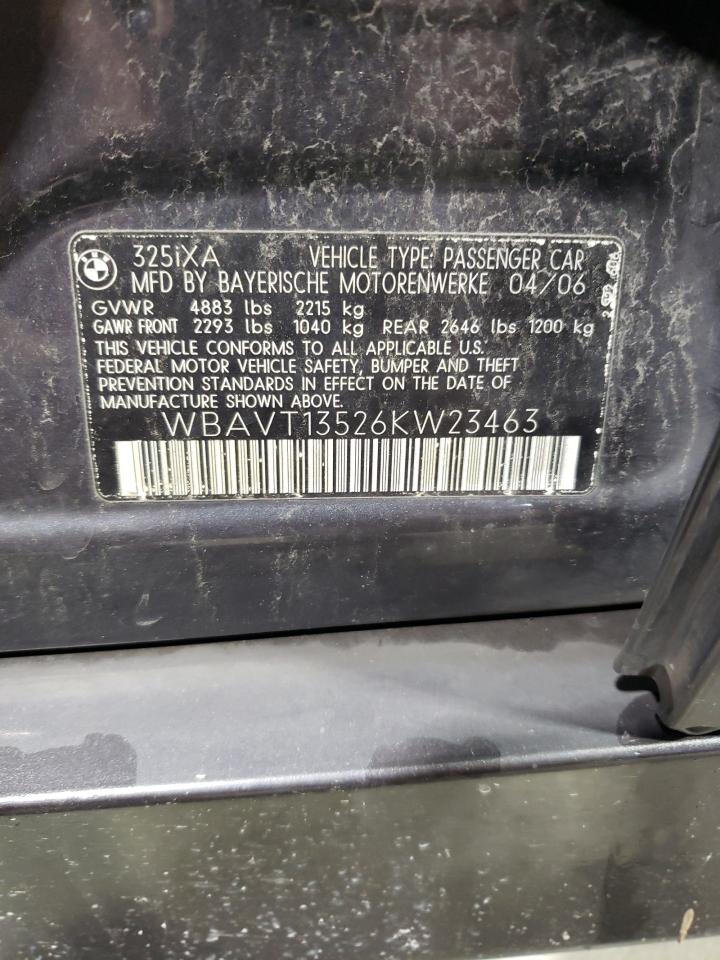 325iXA VEHICLE TYPE: PASSENGER CAR
MFD BY BAYERISCHE MOTORENWERKE 04/06
GVWR 4883 lbs 2215 kg
GAWR FRONT 2293 lbs 1040 kg REAR 2646 lbs 1200 kg
THIS VEHICLE CONFORMS TO ALL APPLICABLE U.S.
FEDERAL MOTOR VEHICLE SAFETY, BUMPER AND THEFT
PREVENTION STANDARDS IN EFFECT ON THE DATE OF
MANUFACTURE SHOWN ABOVE.
WBAVT13526KW23463